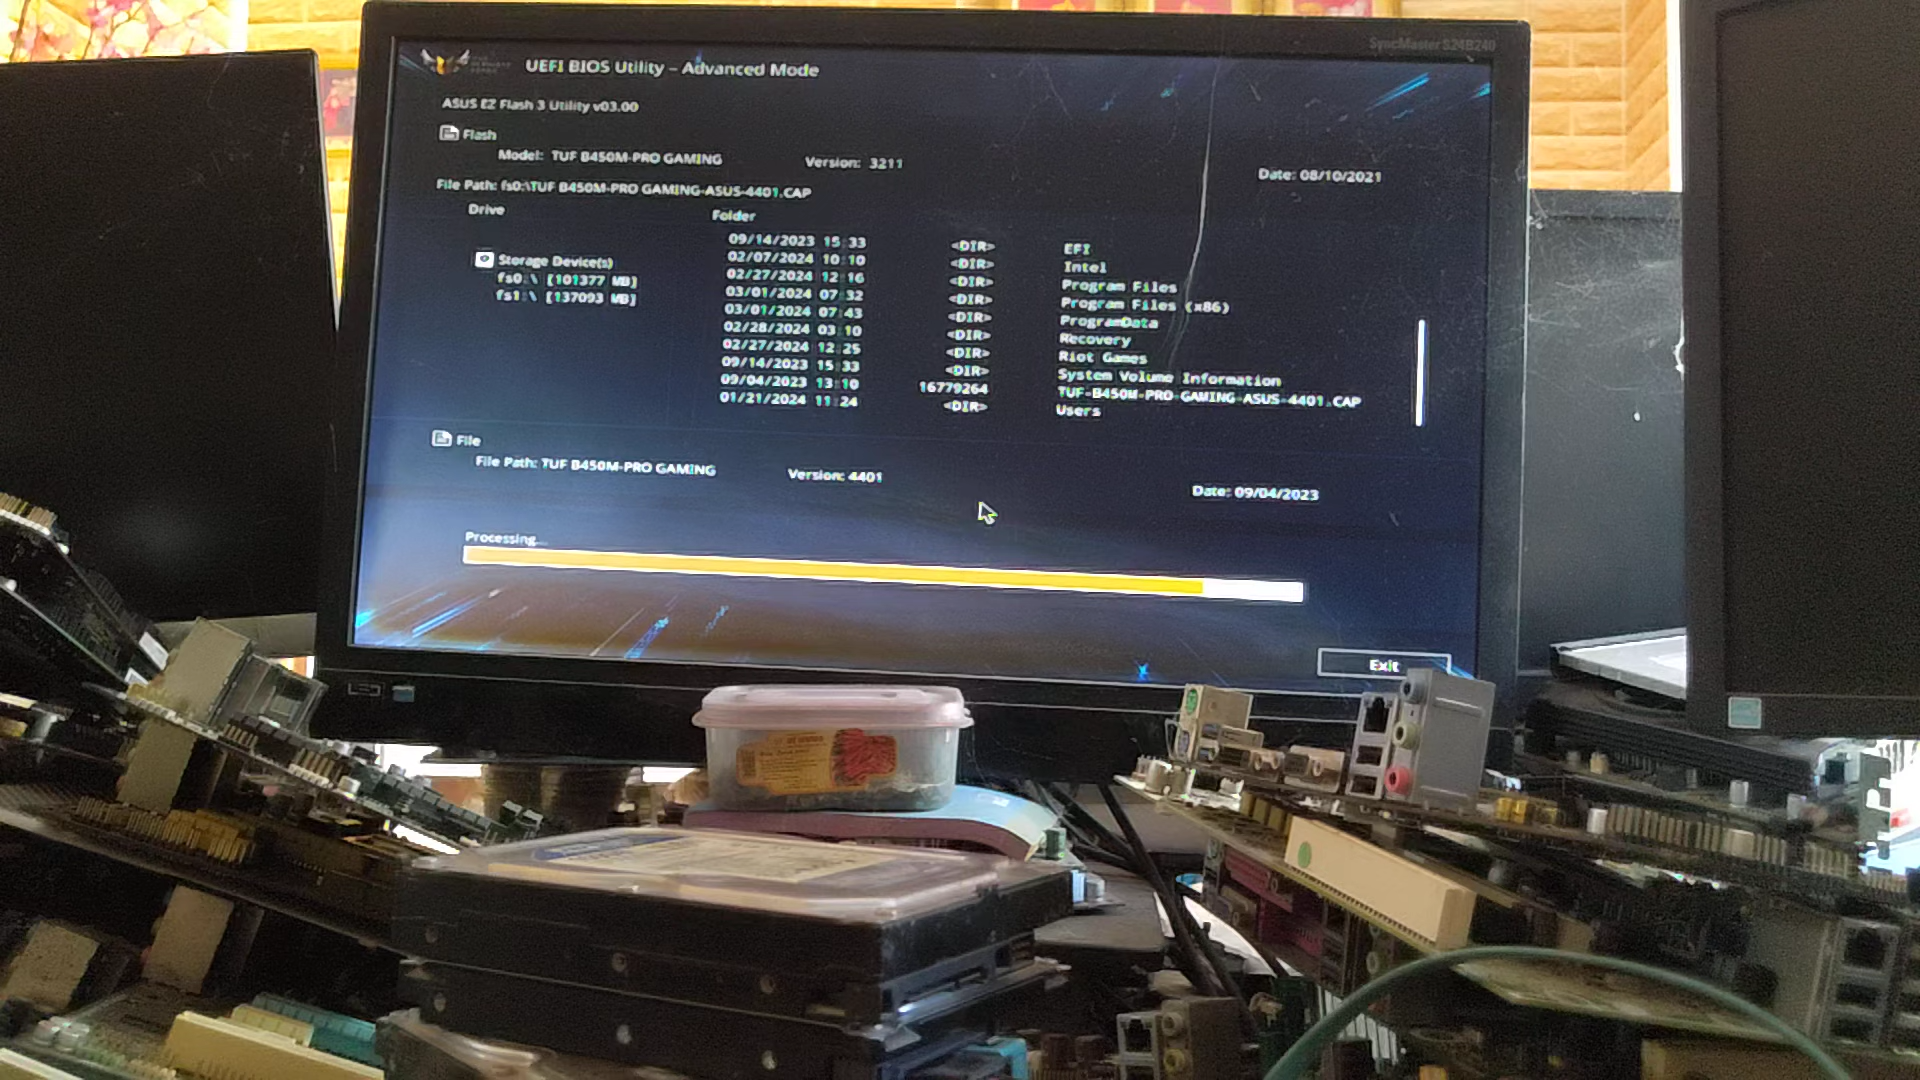 SyncMaster S24B240
UEFI BIOS Utility – Advanced Mode
ASUS EZ Flash 3 Utility v03.00
Flash
Model: TUF B450M-PRO GAMING Version: 3211 Date: 08/10/2021
File Path: fs0:\TUF B450M-PRO GAMING-ASUS-4401.CAP
Drive Folder
Storage Device(s)
fs0:\ [101377 MB]
fs1:\ [137093 MB]
09/14/2023 15:33 <DIR> EFI
02/07/2024 10:10 <DIR> Intel
02/27/2024 12:16 <DIR> Program Files
03/01/2024 07:32 <DIR> Program Files (x86)
03/01/2024 07:43 <DIR> ProgramData
02/28/2024 03:10 <DIR> Recovery
02/27/2024 12:25 <DIR> Riot Games
09/14/2023 15:33 <DIR> System Volume Information
09/04/2023 13:10 16779264 TUF-B450M-PRO-GAMING-ASUS-4401.CAP
01/21/2024 11:24 <DIR> Users
File
File Path: TUF B450M-PRO GAMING Version: 4401 Date: 09/04/2023
Processing...
Exit